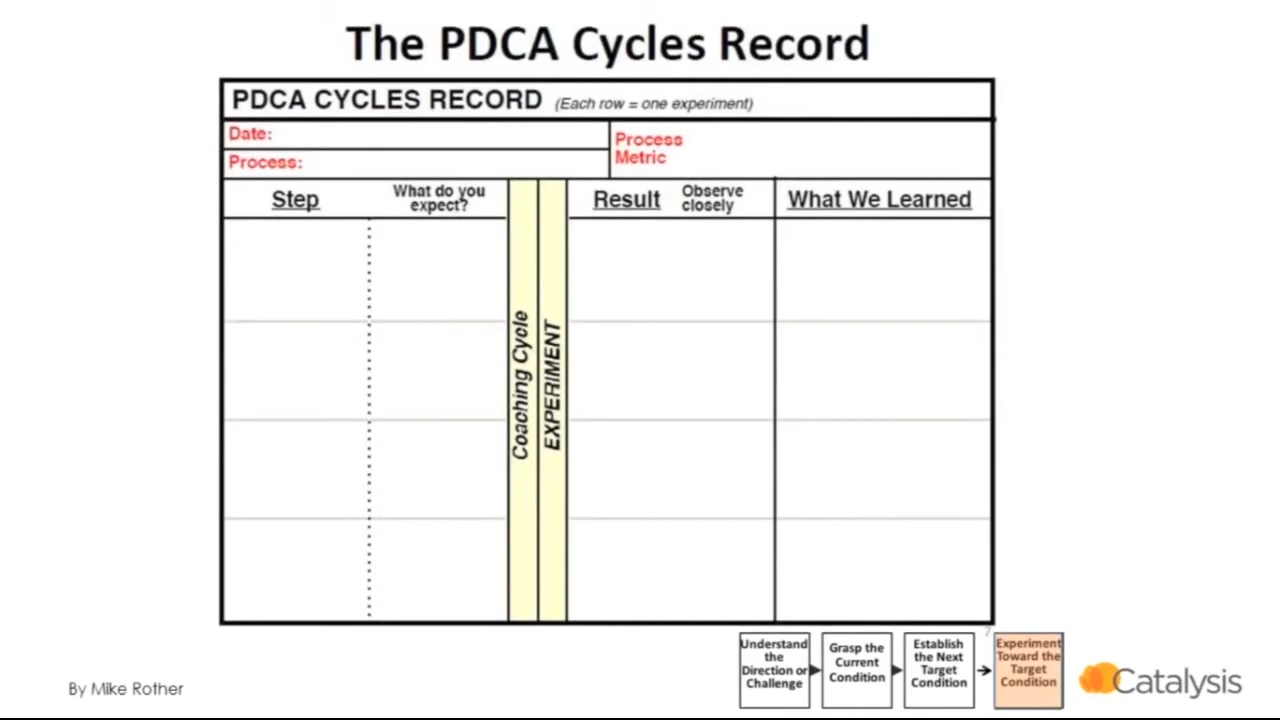 The PDCA Cycles Record
PDCA CYCLES RECORD (Each row = one experiment)
Date:
Process:
Process
Metric
Step
What do you
expect?
Coaching Cycle
EXPERIMENT
Result
Observe
closely
What We Learned
7
Understand
the
Direction or
Challenge
Grasp the
Current
Condition
Establish
the Next
Target
Condition
Experiment
Toward the
Target
Condition
By Mike Rother
Catalysis